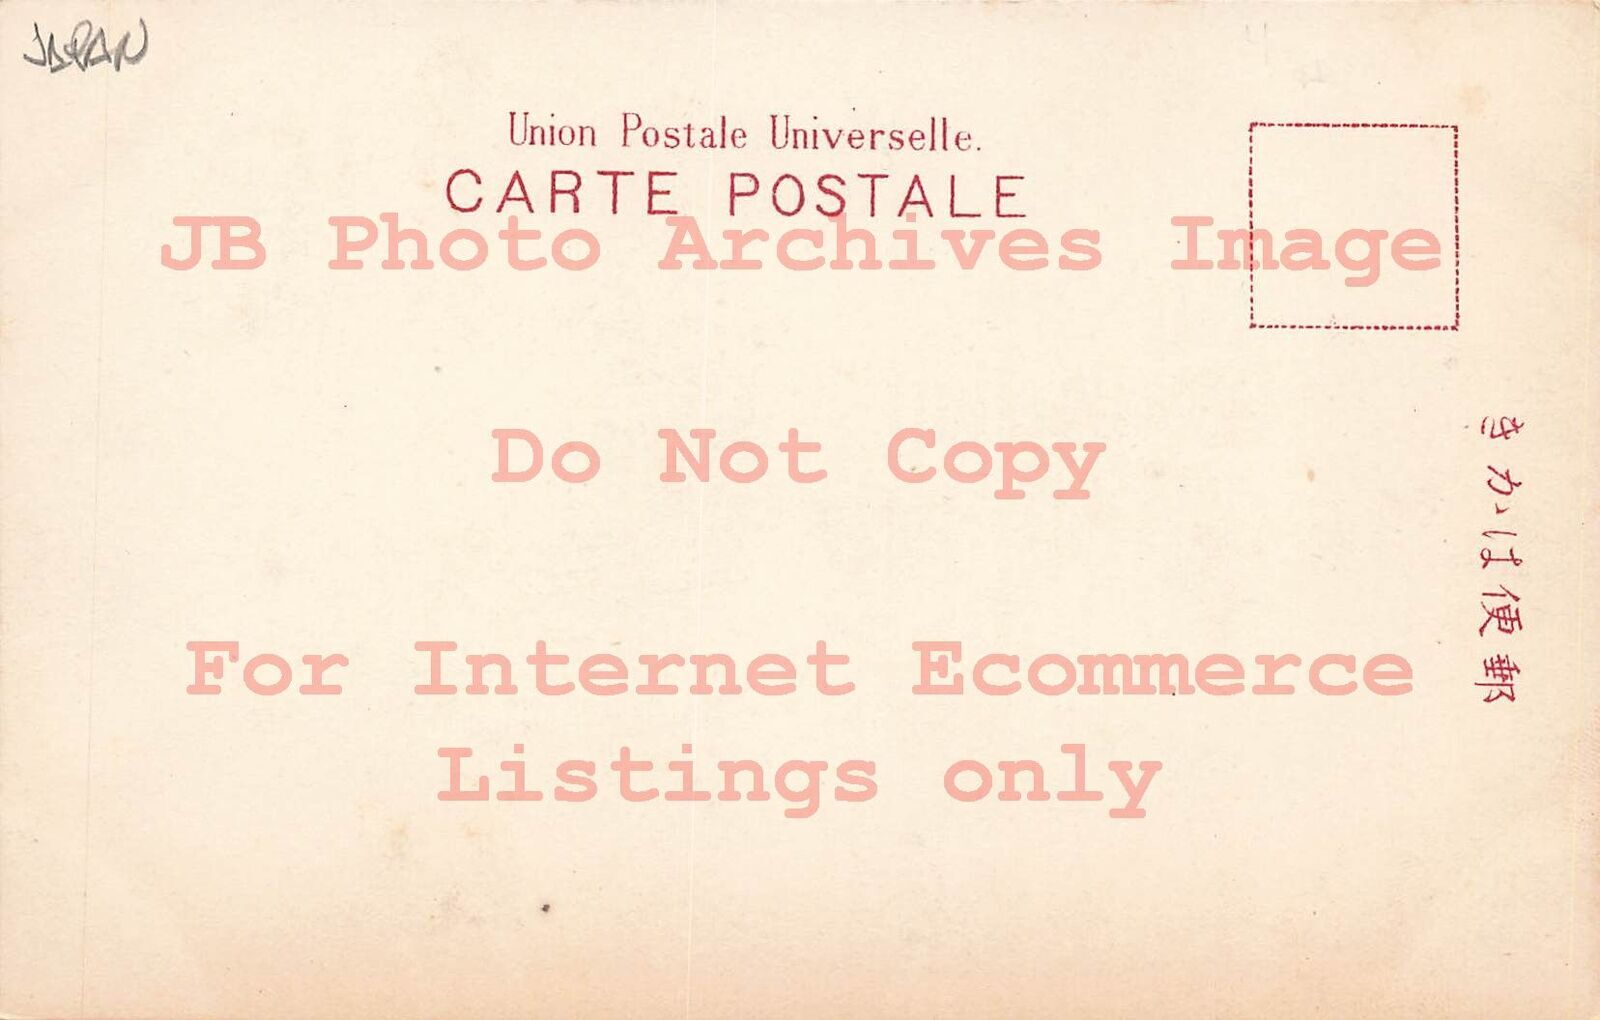 JAPAN
Union Postale Universelle.
CARTE POSTALE
JB Photo Archives Image
Do Not Copy
For Internet Ecommerce
Listings only
きかゝは便郵